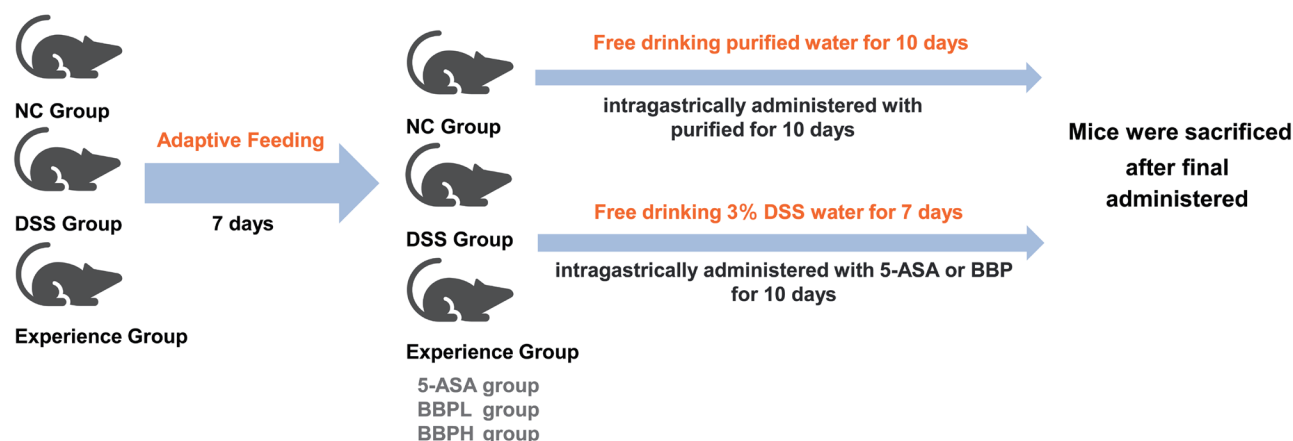 NC Group
DSS Group
Experience Group
Adaptive Feeding
7 days
NC Group
DSS Group
Experience Group
5-ASA group
BBPL group
BBPH group
Free drinking purified water for 10 days
intragastrically administered with
purified for 10 days
Free drinking 3% DSS water for 7 days
intragastrically administered with 5-ASA or BBP
for 10 days
Mice were sacrificed
after final
administered